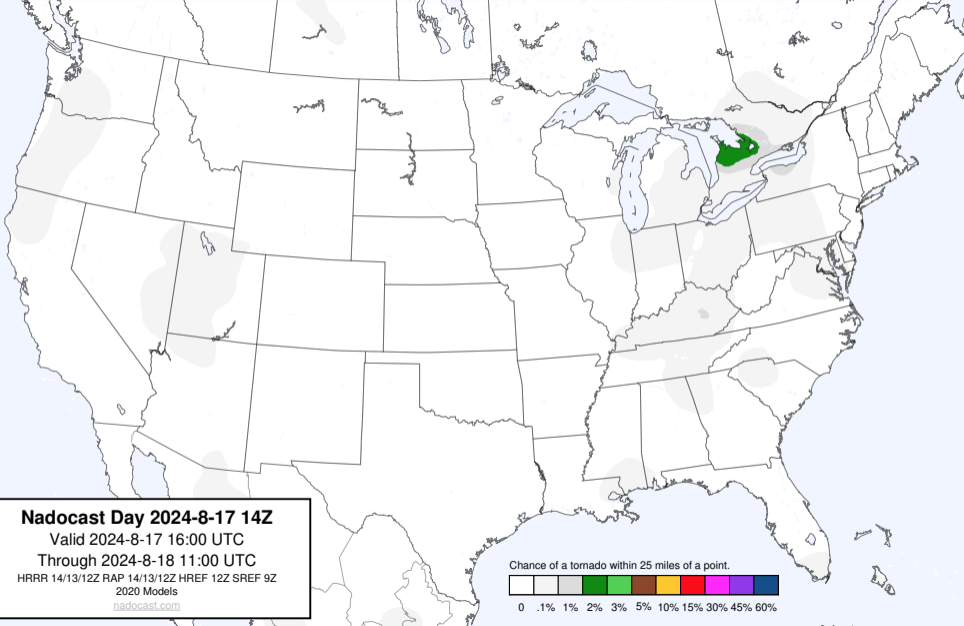 Nadocast Day 2024-8-17 14Z
Valid 2024-8-17 16:00 UTC
Through 2024-8-18 11:00 UTC
HRRR 14/13/12Z RAP 14/13/12Z HREF 12Z SREF 9Z
2020 Models
nadocast.com
Chance of a tornado within 25 miles of a point.
0 .1% 1% 2% 3% 5% 10% 15% 30% 45% 60%